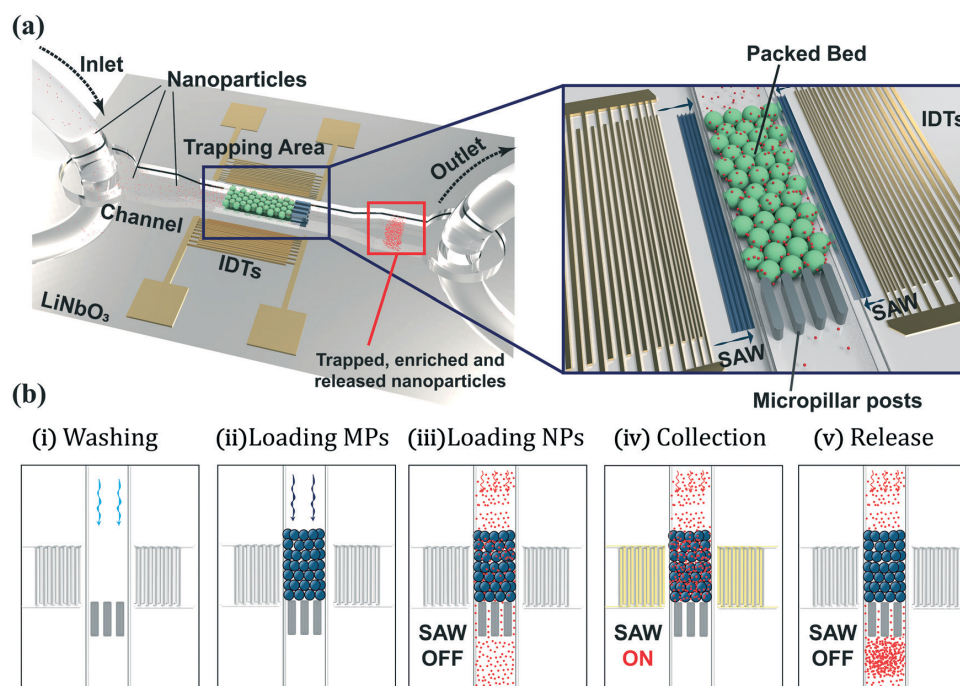 (a)
Inlet
Nanoparticles
Trapping Area
Outlet
Channel
IDTs
LiNbO₃
Trapped, enriched and
released nanoparticles
Packed Bed
IDTs
SAW
SAW
Micropillar posts
(b)
(i) Washing
(ii)Loading MPs
(iii)Loading NPs
(iv) Collection
(v) Release
SAW
OFF
SAW
ON
SAW
OFF